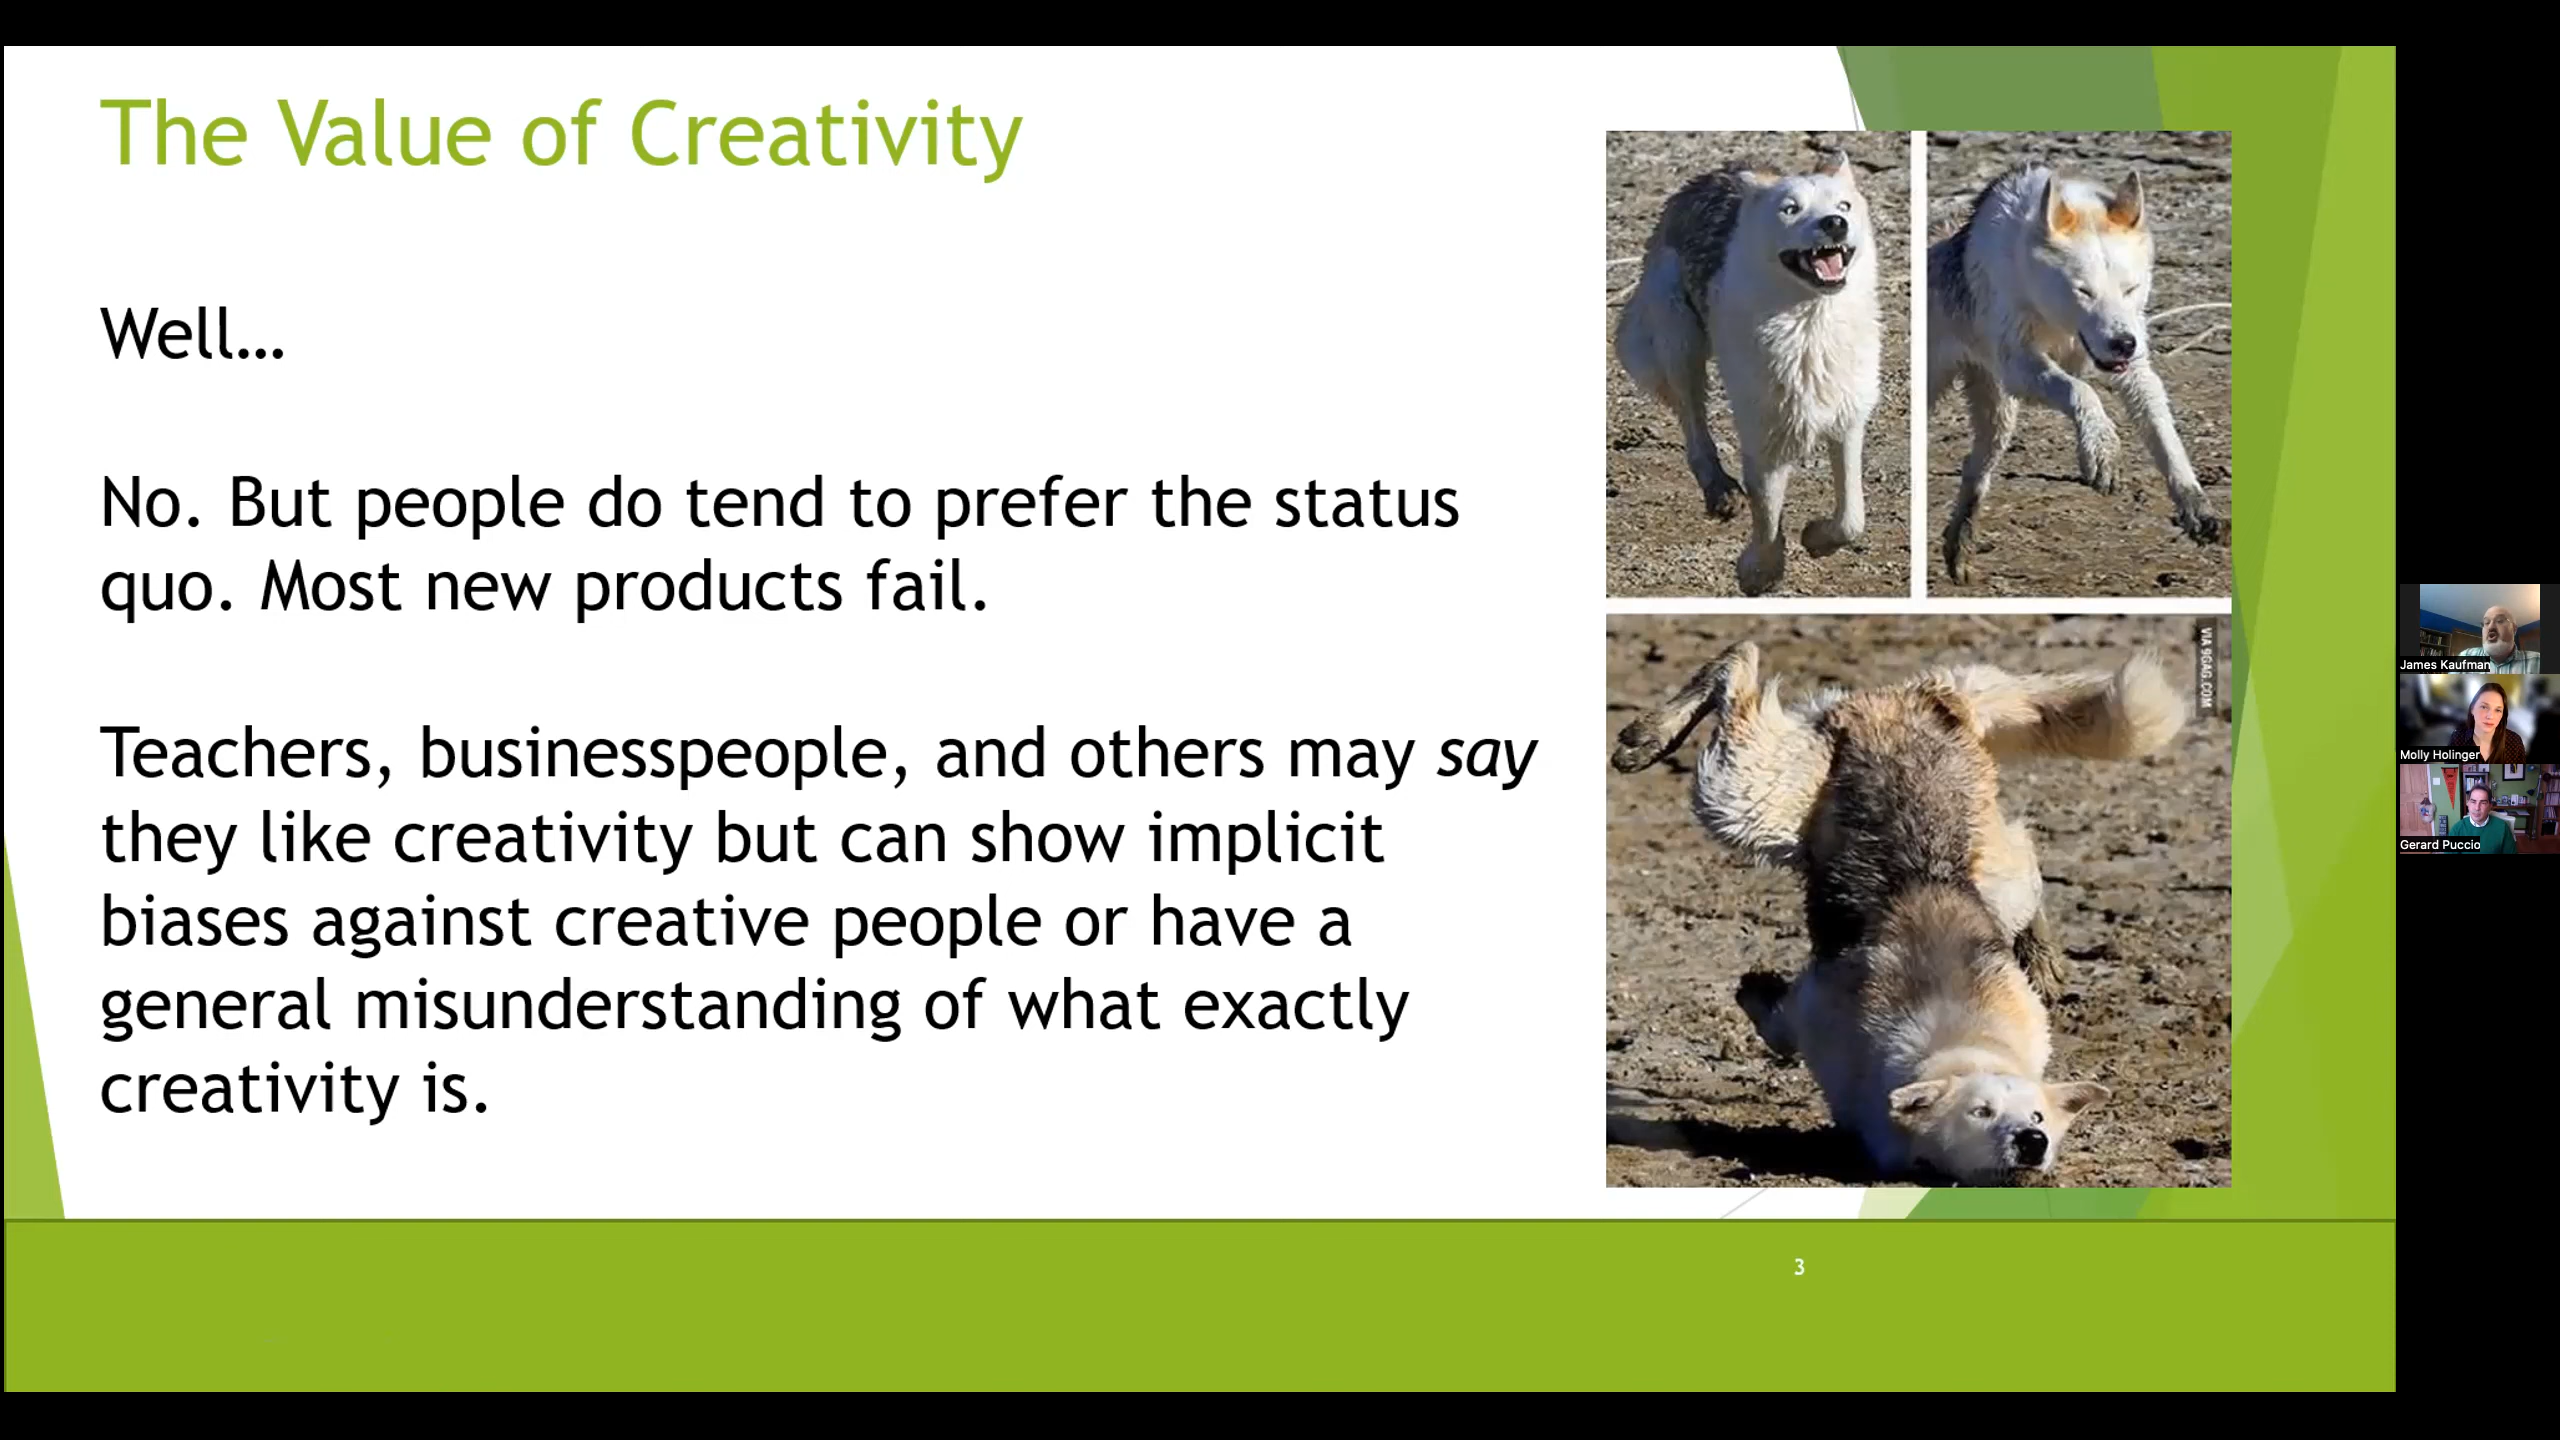 The Value of Creativity
Well…
No. But people do tend to prefer the status
quo. Most new products fail.
Teachers, businesspeople, and others may say
they like creativity but can show implicit
biases against creative people or have a
general misunderstanding of what exactly
creativity is.
VIA 9GAG.COM
James Kaufman
Molly Holinger
Gerard Puccio
3